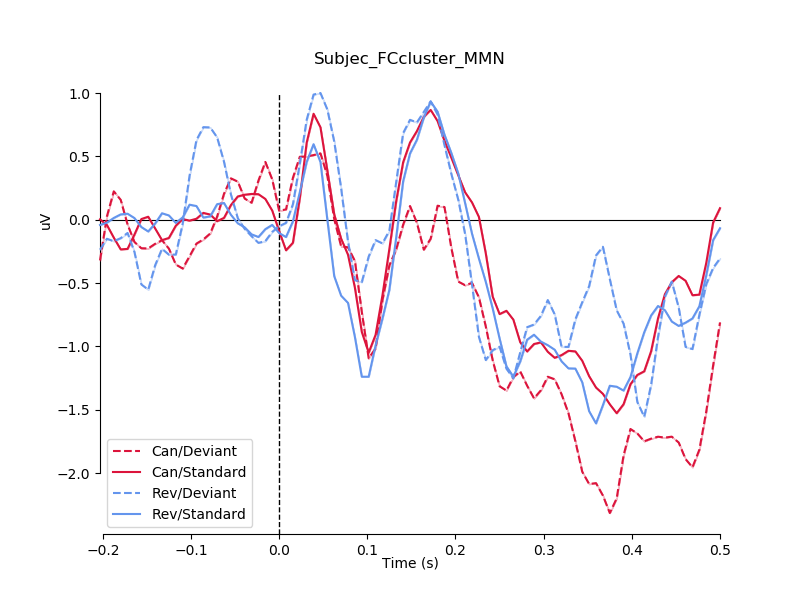 Subjec_FCcluster_MMN
uV
1.0
0.5
0.0
−0.5
−1.0
−1.5
−2.0
Can/Deviant
Can/Standard
Rev/Deviant
Rev/Standard
−0.2 −0.1 0.0 0.1 0.2 0.3 0.4 0.5
Time (s)